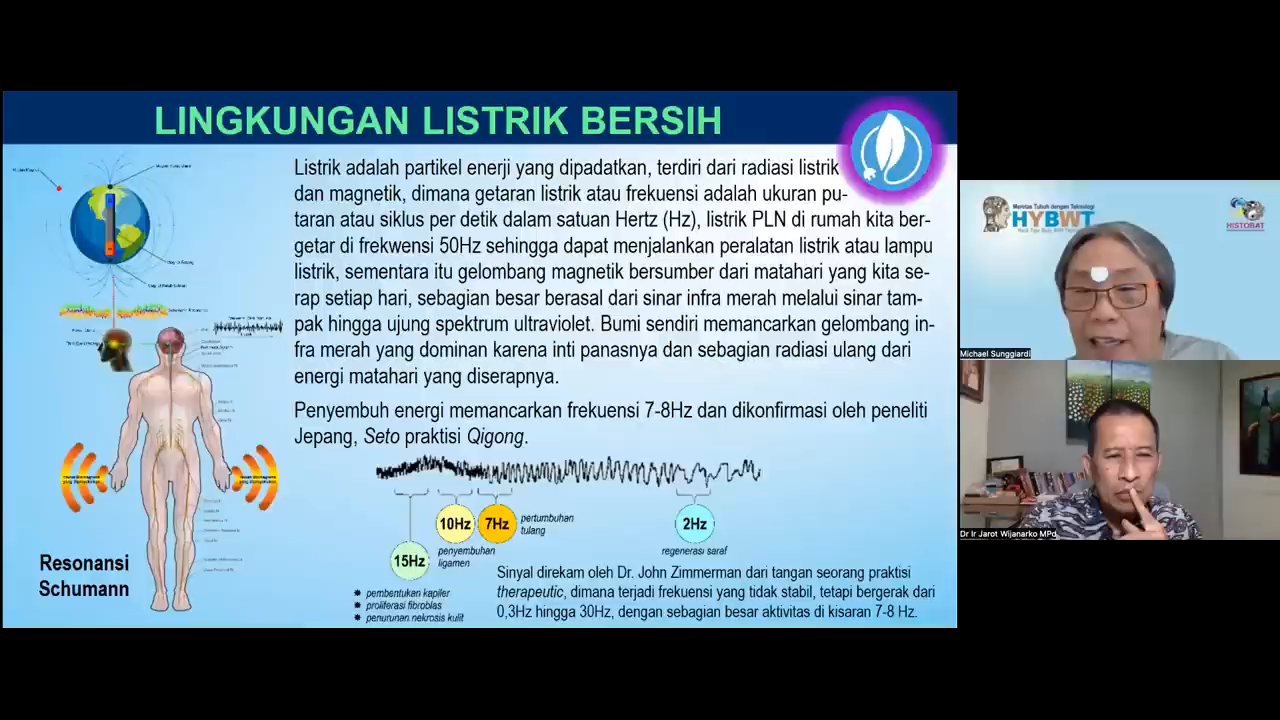 LINGKUNGAN LISTRIK BERSIH
Listrik adalah partikel enerji yang dipadatkan, terdiri dari radiasi listrik
dan magnetik, dimana getaran listrik atau frekuensi adalah ukuran pu-
taran atau siklus per detik dalam satuan Hertz (Hz), listrik PLN di rumah kita ber-
getar di frekwensi 50Hz sehingga dapat menjalankan peralatan listrik atau lampu
listrik, sementara itu gelombang magnetik bersumber dari matahari yang kita se-
rap setiap hari, sebagian besar berasal dari sinar infra merah melalui sinar tam-
pak hingga ujung spektrum ultraviolet. Bumi sendiri memancarkan gelombang in-
fra merah yang dominan karena inti panasnya dan sebagian radiasi ulang dari
energi matahari yang diserapnya.
Penyembuh energi memancarkan frekuensi 7-8Hz dan dikonfirmasi oleh peneliti
Jepang, Seto praktisi Qigong.
15Hz
10Hz
7Hz
2Hz
pertumbuhan
tulang
penyembuhan
ligamen
regenerasi saraf
pembentukan kapiler
proliferasi fibroblas
penurunan nekrosis kulit
Sinyal direkam oleh Dr. John Zimmerman dari tangan seorang praktisi
therapeutic, dimana terjadi frekuensi yang tidak stabil, tetapi bergerak dari
0,3Hz hingga 30Hz, dengan sebagian besar aktivitas di kisaran 7-8 Hz.
Resonansi
Schumann
Meretas Tubuh dengan Teknologi
HYBWT
HISTOBAT
Michael Sunggiardi
Dr Ir Jarot Wijanarko MPd